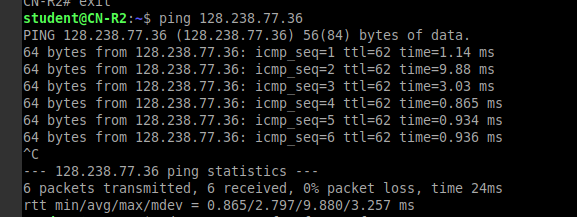 CN-R2# exit
student@CN-R2:~$ ping 128.238.77.36
PING 128.238.77.36 (128.238.77.36) 56(84) bytes of data.
64 bytes from 128.238.77.36: icmp_seq=1 ttl=62 time=1.14 ms
64 bytes from 128.238.77.36: icmp_seq=2 ttl=62 time=9.88 ms
64 bytes from 128.238.77.36: icmp_seq=3 ttl=62 time=3.03 ms
64 bytes from 128.238.77.36: icmp_seq=4 ttl=62 time=0.865 ms
64 bytes from 128.238.77.36: icmp_seq=5 ttl=62 time=0.934 ms
64 bytes from 128.238.77.36: icmp_seq=6 ttl=62 time=0.936 ms
^C
--- 128.238.77.36 ping statistics ---
6 packets transmitted, 6 received, 0% packet loss, time 24ms
rtt min/avg/max/mdev = 0.865/2.797/9.880/3.257 ms